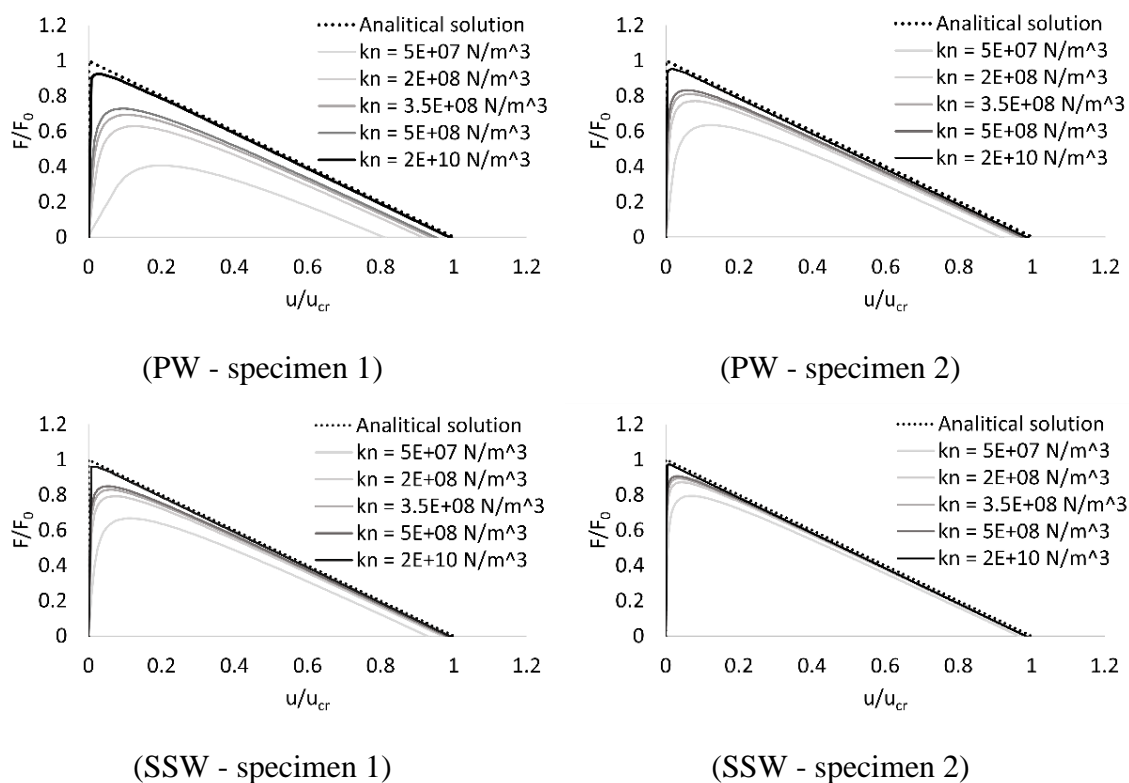 1.2
Analitical solution
1
kn = 5E+07 N/m^3
0.8
kn = 2E+08 N/m^3
0.6
kn = 3.5E+08 N/m^3
0.4
kn = 5E+08 N/m^3
0.2
kn = 2E+10 N/m^3
0
F/F0
0 0.2 0.4 0.6 0.8 1 1.2
u/ucr
(PW - specimen 1)
1.2
Analitical solution
1
kn = 5E+07 N/m^3
0.8
kn = 2E+08 N/m^3
0.6
kn = 3.5E+08 N/m^3
0.4
kn = 5E+08 N/m^3
0.2
kn = 2E+10 N/m^3
0
F/F0
0 0.2 0.4 0.6 0.8 1 1.2
u/ucr
(PW - specimen 2)
1.2
Analitical solution
1
kn = 5E+07 N/m^3
0.8
kn = 2E+08 N/m^3
0.6
kn = 3.5E+08 N/m^3
0.4
kn = 5E+08 N/m^3
0.2
kn = 2E+10 N/m^3
0
F/F0
0 0.2 0.4 0.6 0.8 1 1.2
u/ucr
(SSW - specimen 1)
1.2
Analitical solution
1
kn = 5E+07 N/m^3
0.8
kn = 2E+08 N/m^3
0.6
kn = 3.5E+08 N/m^3
0.4
kn = 5E+08 N/m^3
0.2
kn = 2E+10 N/m^3
0
F/F0
0 0.2 0.4 0.6 0.8 1 1.2
u/ucr
(SSW - specimen 2)